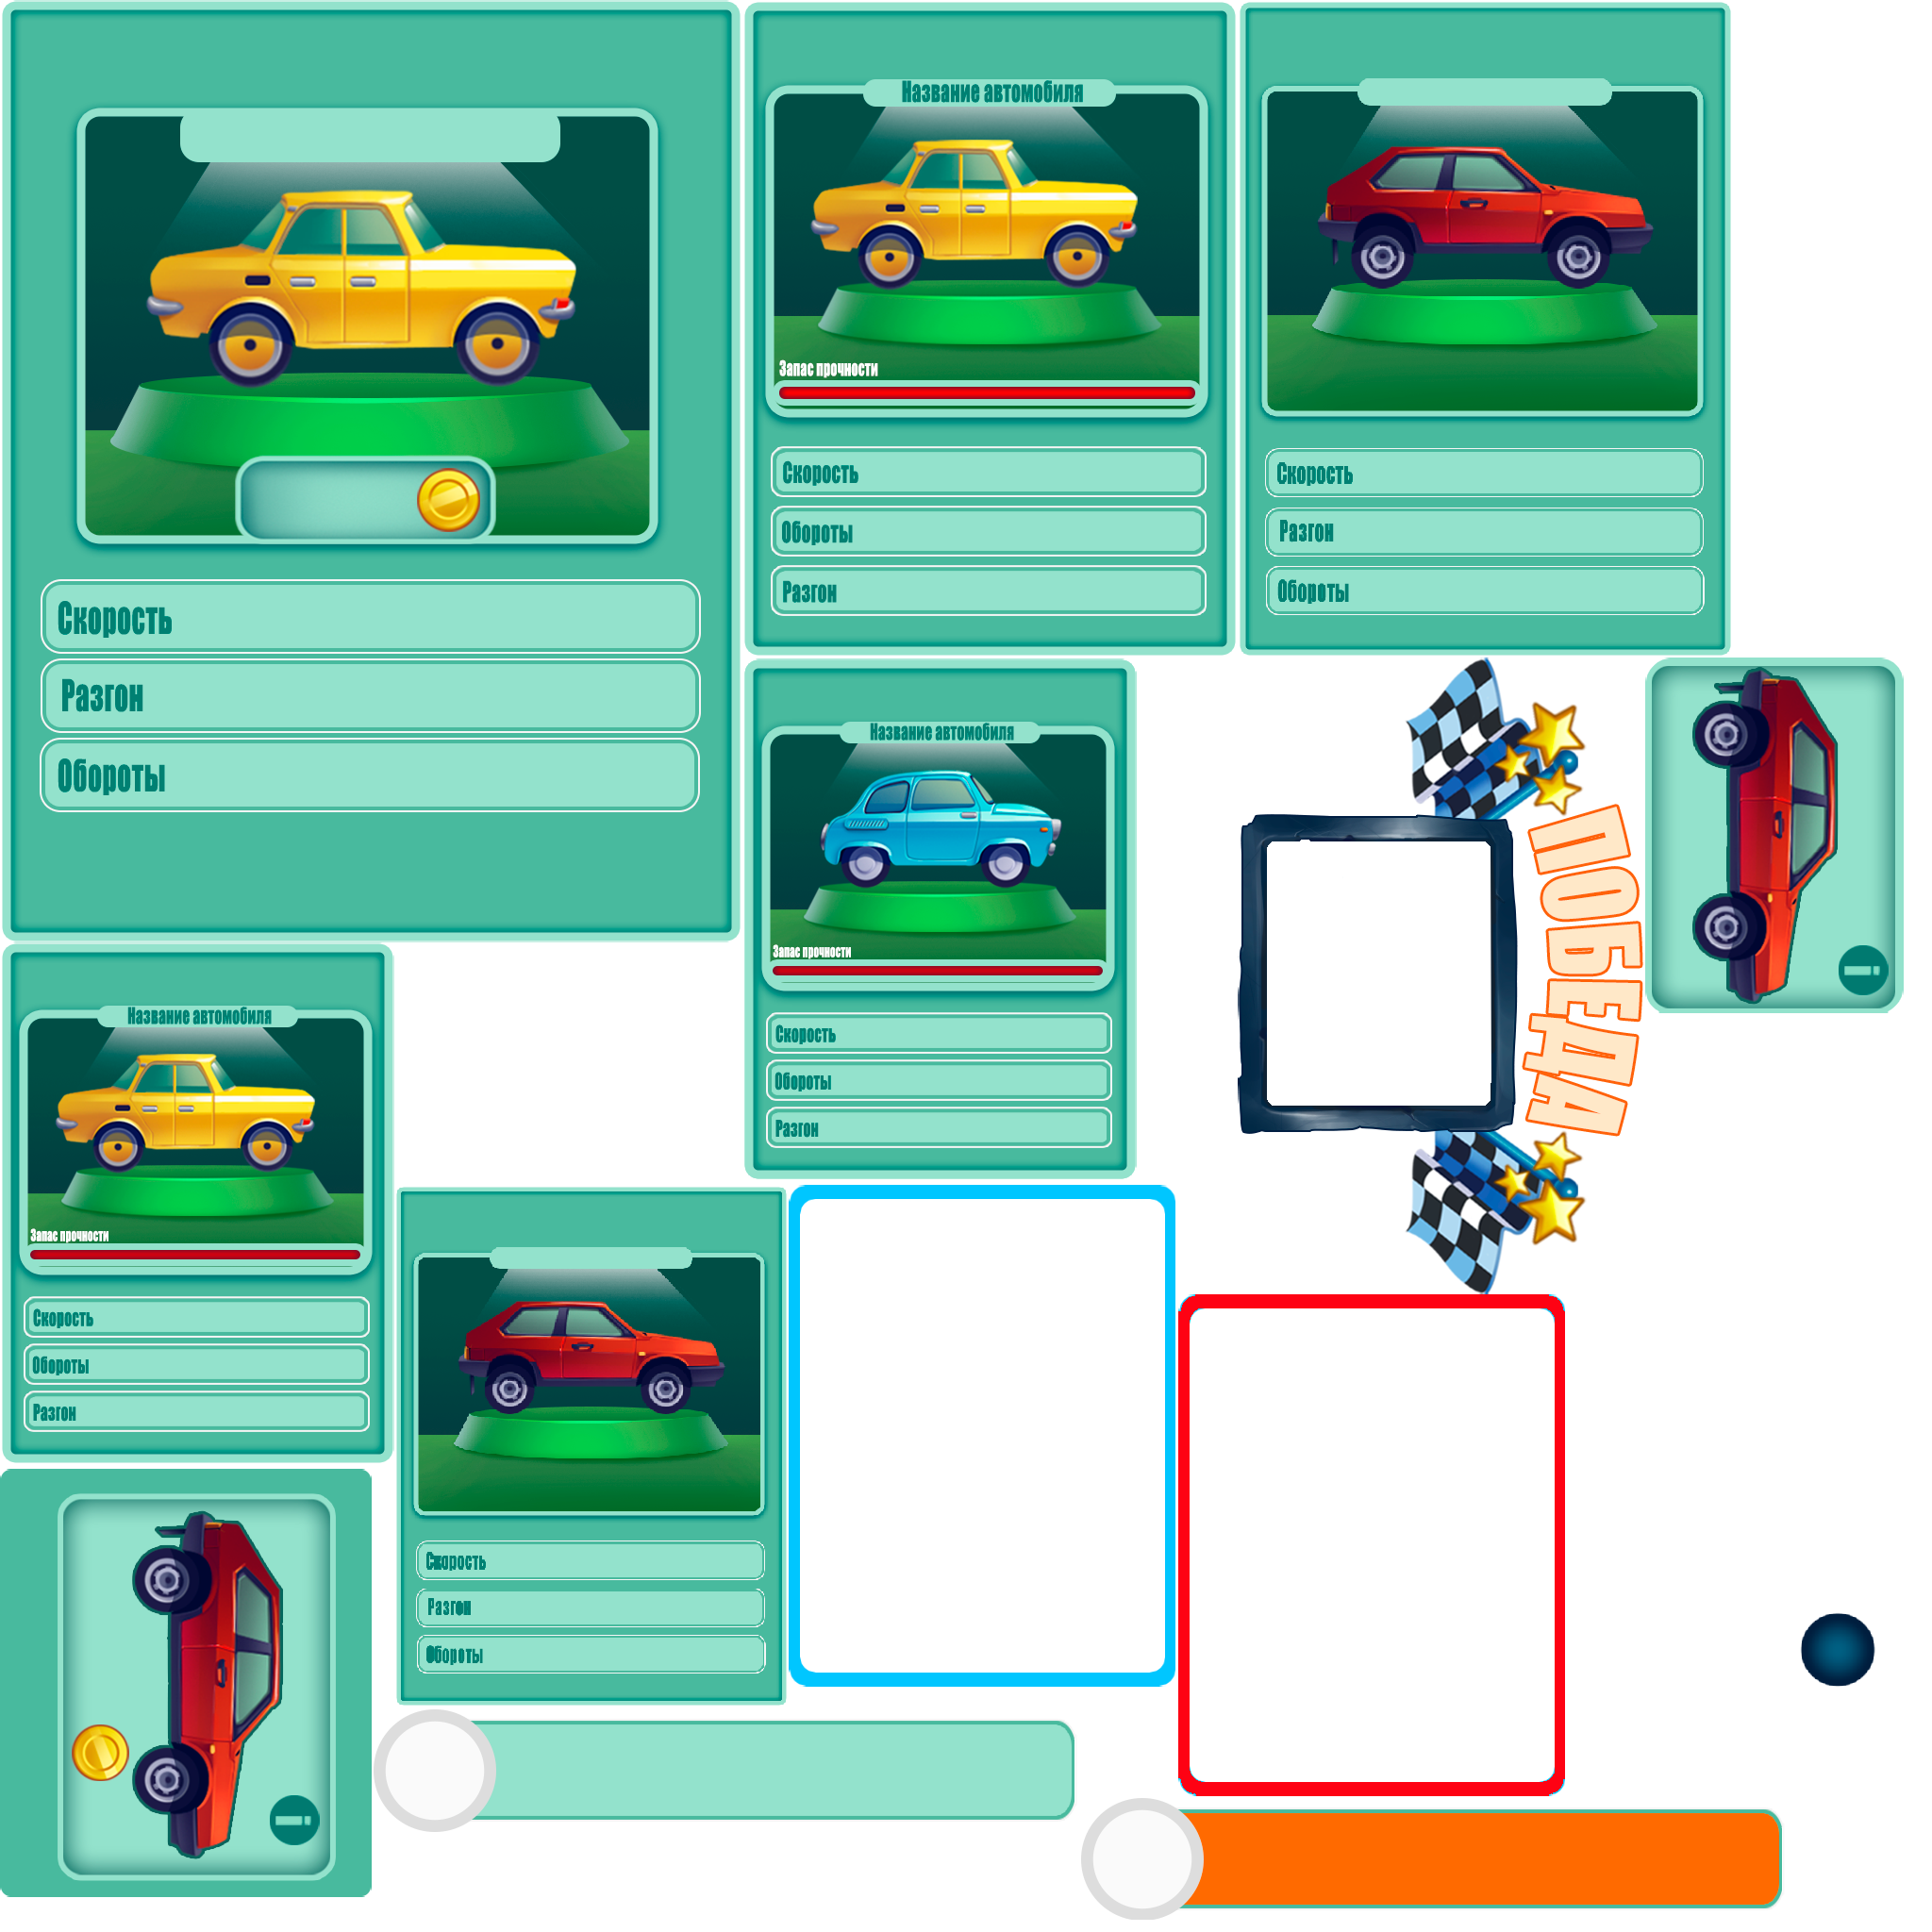 Скорость
Разгон
Обороты
Название автомобиля
Запас прочности
Скорость
Обороты
Разгон
Скорость
Разгон
Обороты
Название автомобиля
Запас прочности
Скорость
Обороты
Разгон
ПОБЕДА
Название автомобиля
Запас прочности
Скорость
Обороты
Разгон
Скорость
Разгон
Обороты
!
!